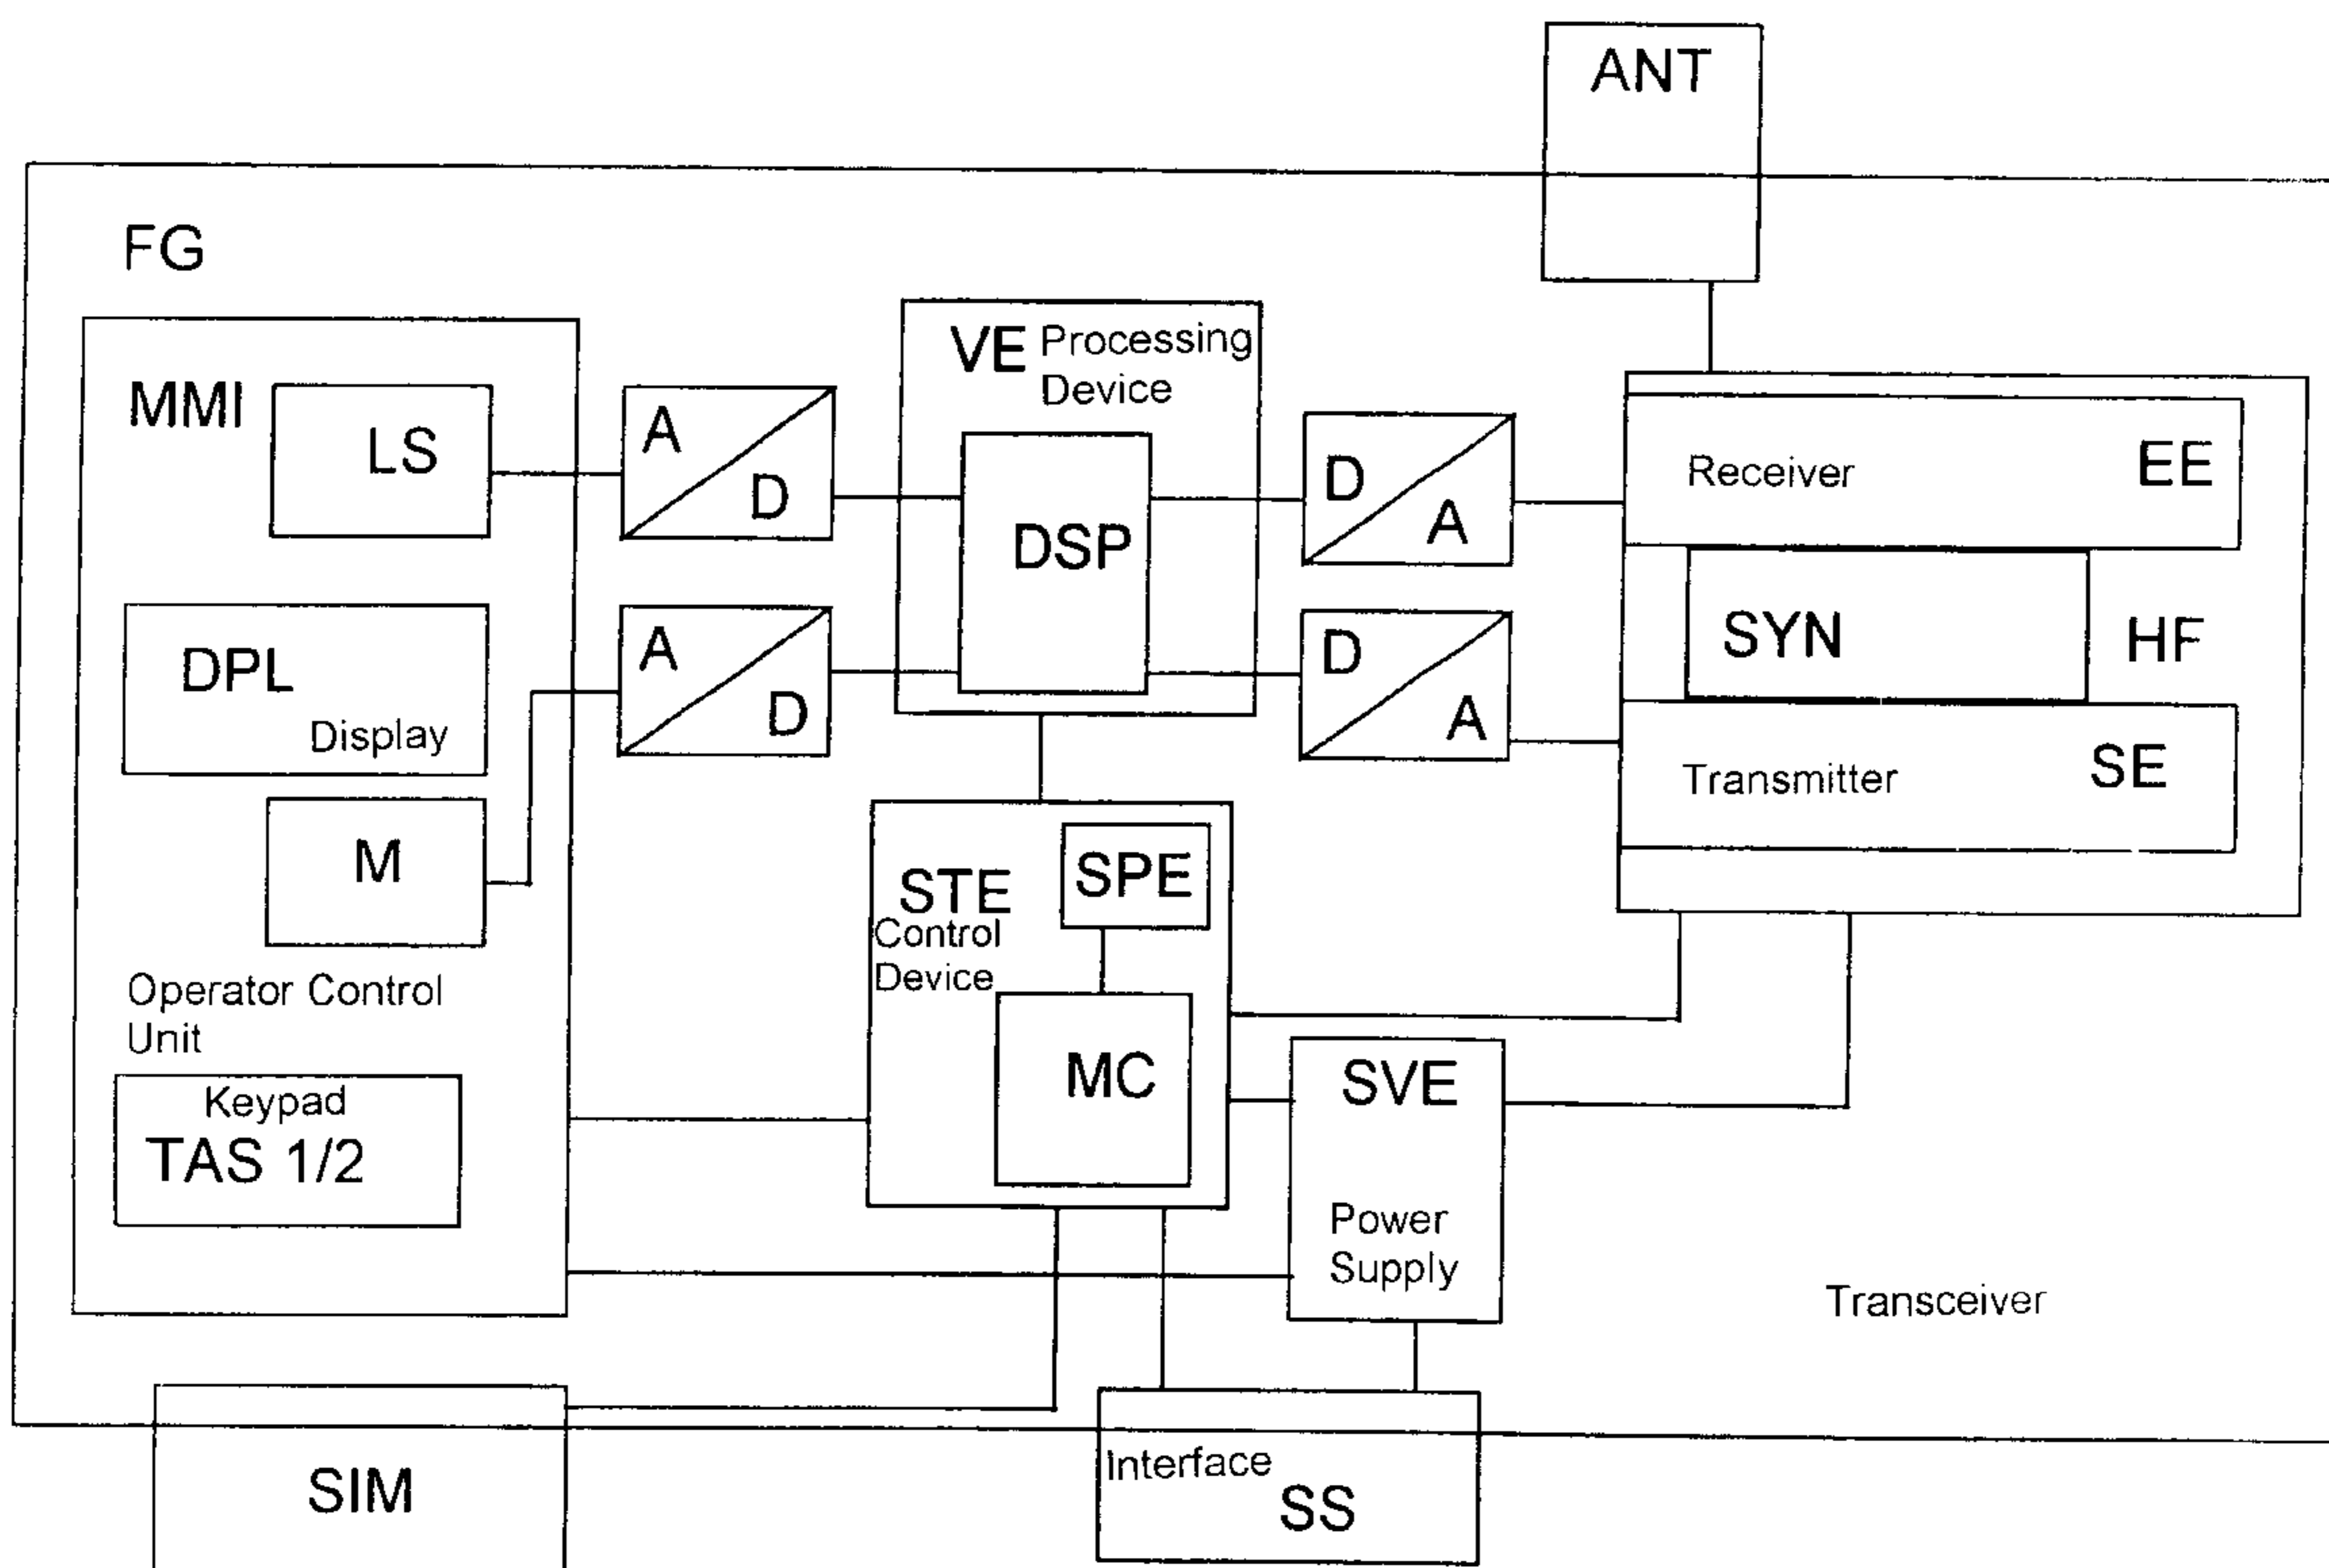 ANT
FG
MMI
LS
A
D
VE Processing
Device
DSP
D
A
Receiver EE
SYN
HF
Transmitter SE
A
D
D
A
DPL
Display
M
Operator Control
Unit
Keypad
TAS 1/2
STE
Control
Device
SPE
MC
SVE
Power
Supply
Transceiver
SIM
Interface
SS